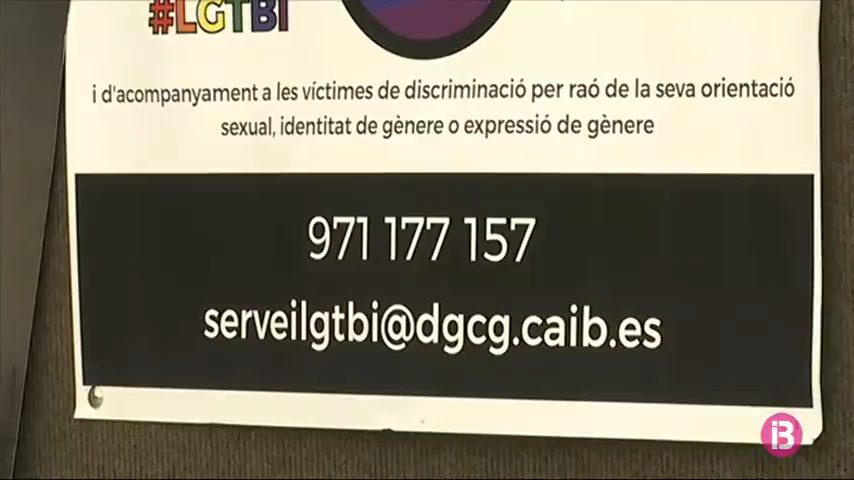 #LGTBI
i d'acompanyament a les víctimes de discriminació per raó de la seva orientació
sexual, identitat de gènere o expressió de gènere
971 177 157
serveilgtbi@dgcg.caib.es
iB